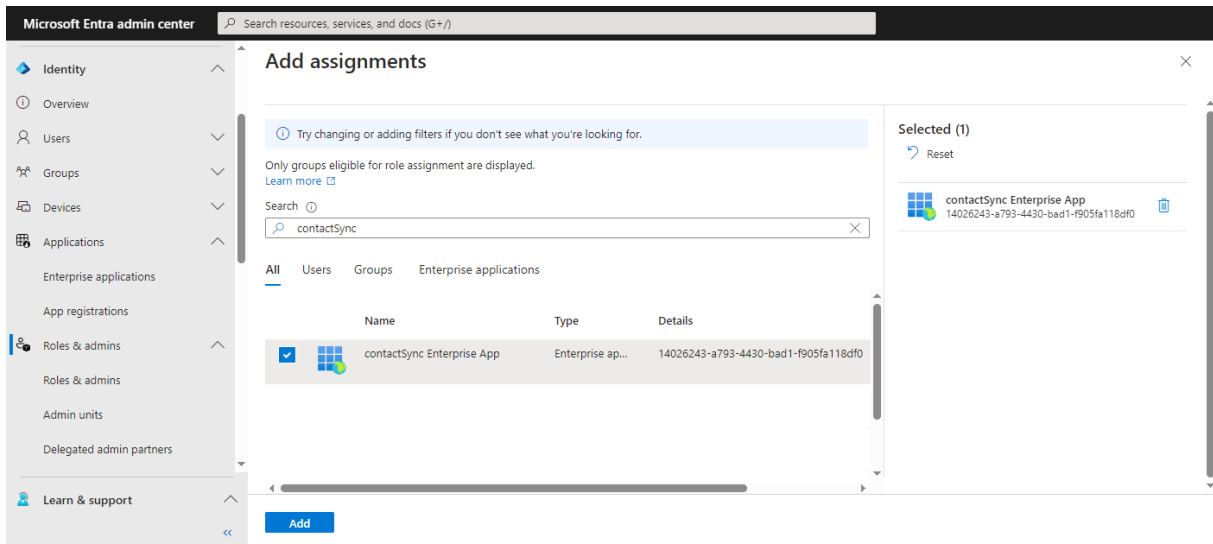 Microsoft Entra admin center
Search resources, services, and docs (G+/)
Identity
Overview
Users
Groups
Devices
Applications
Enterprise applications
App registrations
Roles & admins
Roles & admins
Admin units
Delegated admin partners
Learn & support
Add assignments
Try changing or adding filters if you don't see what you're looking for.
Only groups eligible for role assignment are displayed.
Learn more
Search
contactSync
All Users Groups Enterprise applications
Name Type Details
contactSync Enterprise App Enterprise ap... 14026243-a793-4430-bad1-f905fa118df0
Add
Selected (1)
Reset
contactSync Enterprise App
14026243-a793-4430-bad1-f905fa118df0